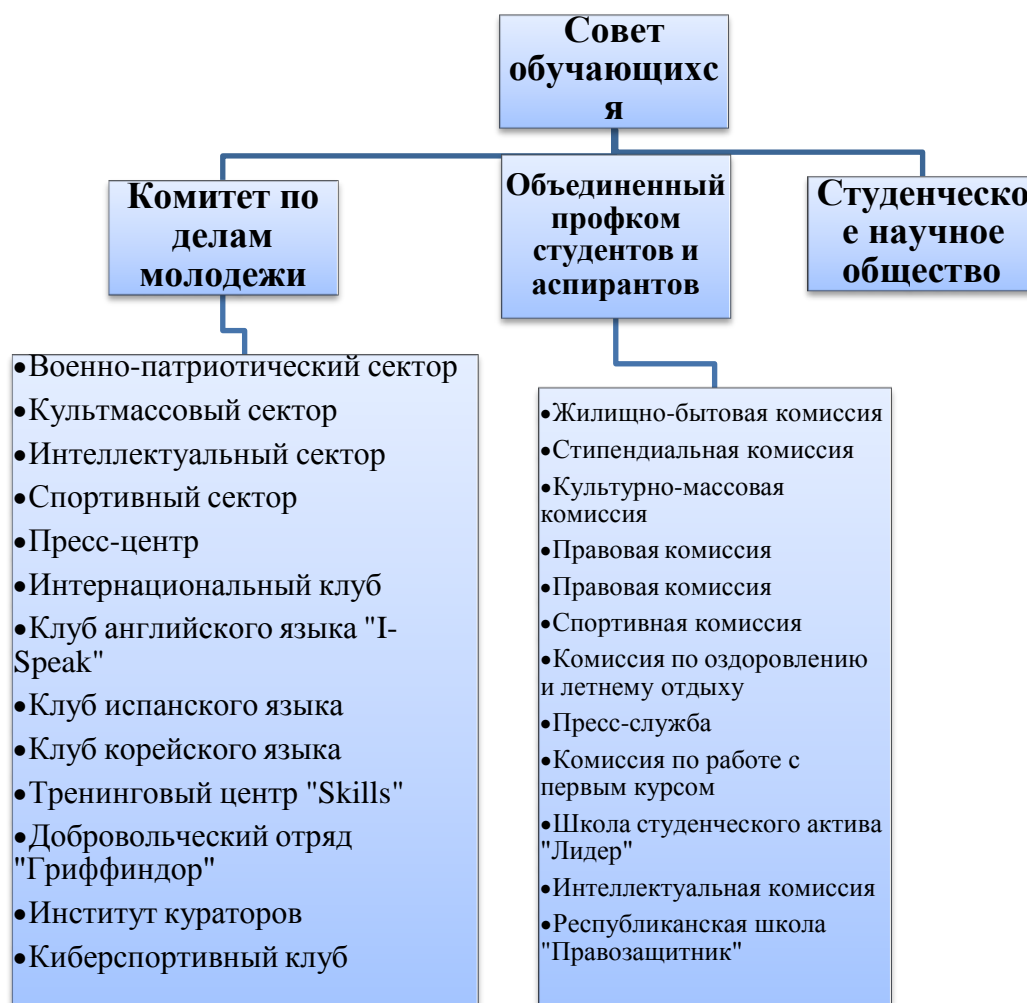 Совет
обучающихс
я
Комитет по
делам
молодежи
Объединенный
профком
студентов и
аспирантов
Студенческо
е научное
общество
•Военно-патриотический сектор
•Культмассовый сектор
•Интеллектуальный сектор
•Спортивный сектор
•Пресс-центр
•Интернациональный клуб
•Клуб английского языка "I-
Speak"
•Клуб испанского языка
•Клуб корейского языка
•Тренинговый центр "Skills"
•Добровольческий отряд
"Гриффиндор"
•Институт кураторов
•Киберспортивный клуб
•Жилищно-бытовая комиссия
•Стипендиальная комиссия
•Культурно-массовая
комиссия
•Правовая комиссия
•Правовая комиссия
•Спортивная комиссия
•Комиссия по оздоровлению
и летнему отдыху
•Пресс-служба
•Комиссия по работе с
первым курсом
•Школа студенческого актива
"Лидер"
•Интеллектуальная комиссия
•Республиканская школа
"Правозащитник"